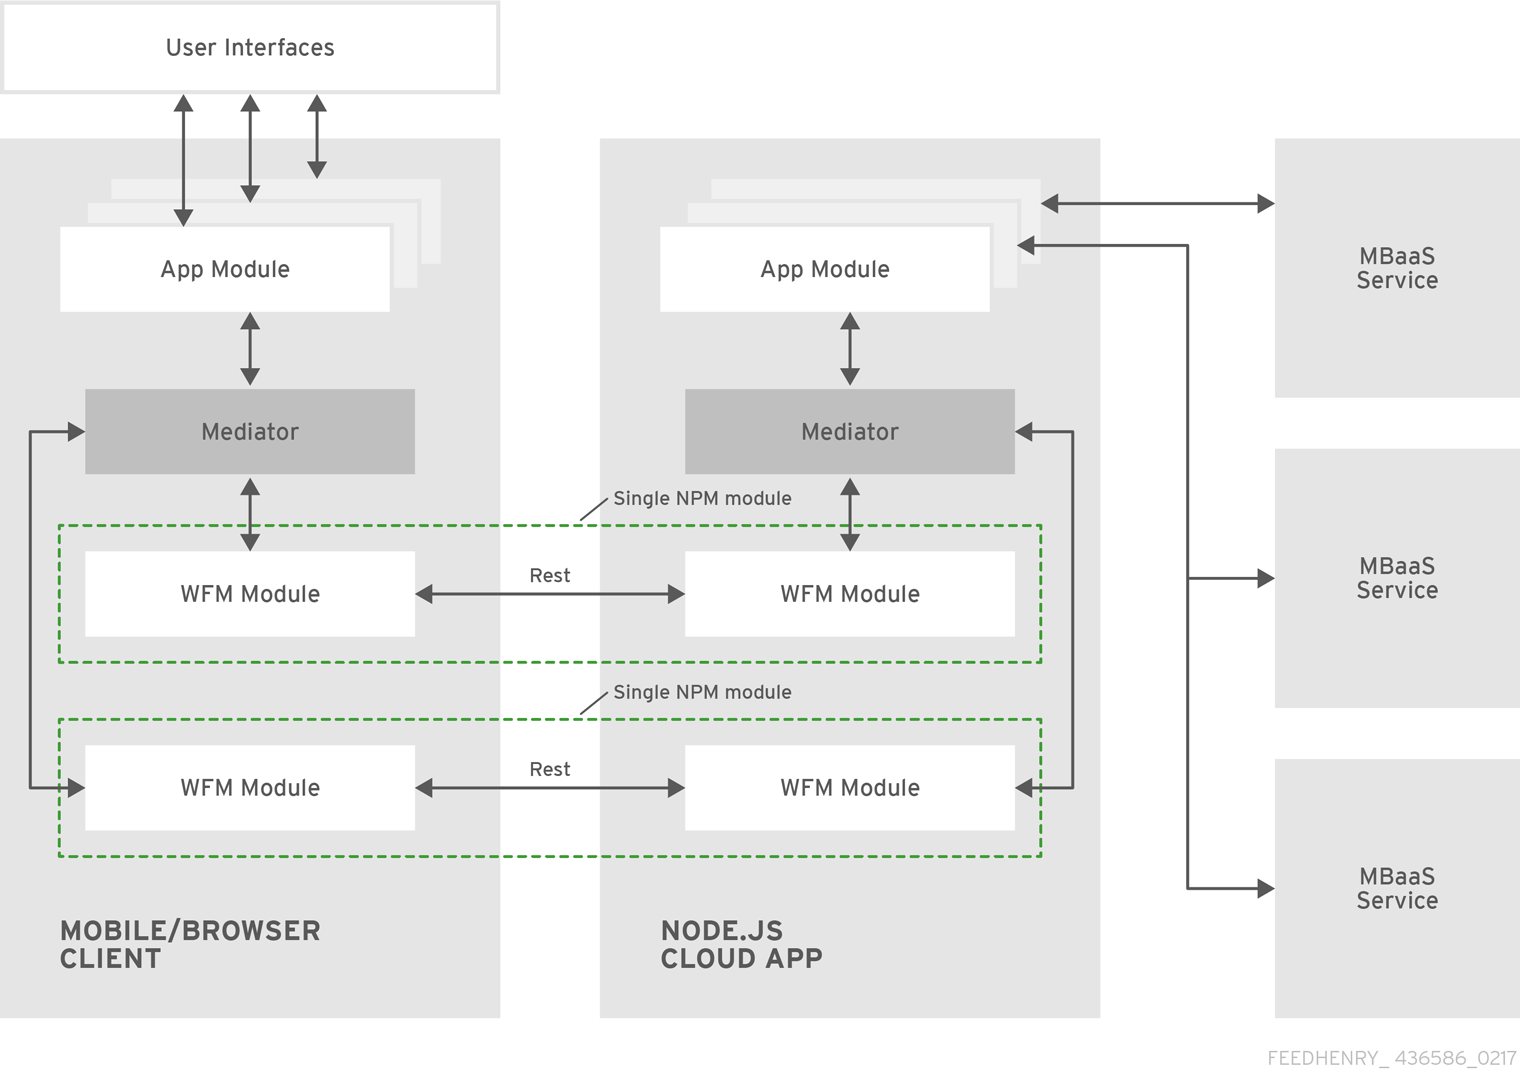 User Interfaces
App Module
App Module
MBaaS
Service
Mediator
Mediator
Single NPM module
WFM Module
Rest
WFM Module
MBaaS
Service
Single NPM module
WFM Module
Rest
WFM Module
MBaaS
Service
MOBILE/BROWSER
CLIENT
NODE.JS
CLOUD APP
FEEDHENRY_ 436586_0217